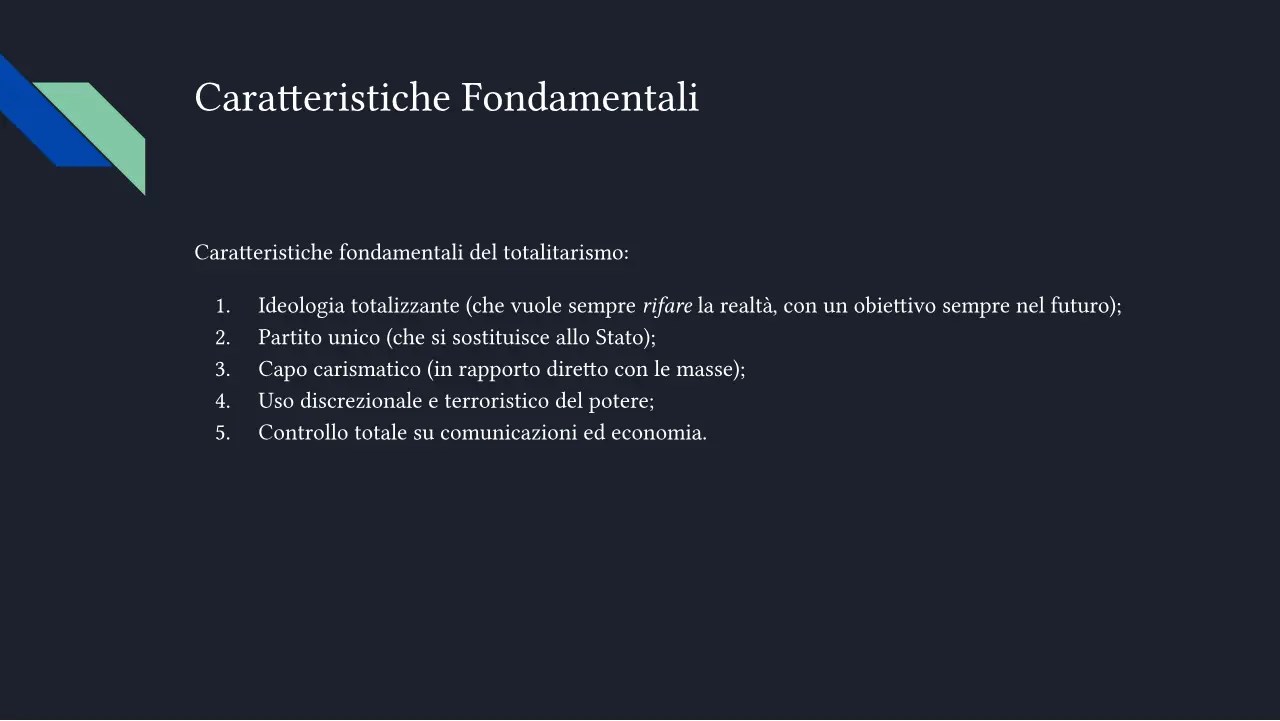 Caratteristiche Fondamentali
Caratteristiche fondamentali del totalitarismo:
1. Ideologia totalizzante (che vuole sempre rifare la realtà, con un obiettivo sempre nel futuro);
2. Partito unico (che si sostituisce allo Stato);
3. Capo carismatico (in rapporto diretto con le masse);
4. Uso discrezionale e terroristico del potere;
5. Controllo totale su comunicazioni ed economia.